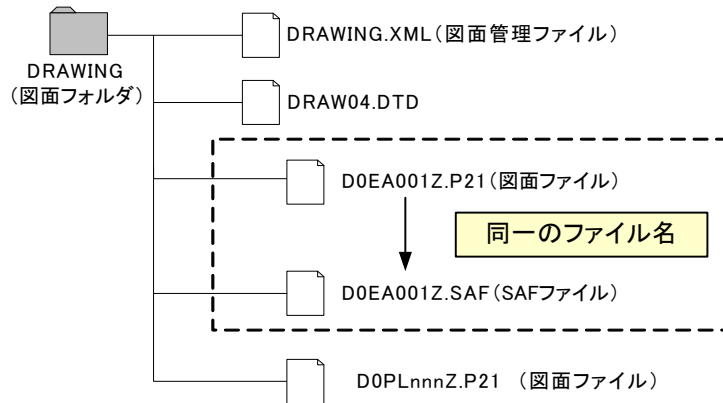 DRAWING.XML(図面管理ファイル)
DRAWING
(図面フォルダ)
DRAW04.DTD
D0EA001Z.P21(図面ファイル)
同一のファイル名
D0EA001Z.SAF(SAFファイル)
D0PLnnnZ.P21 (図面ファイル)